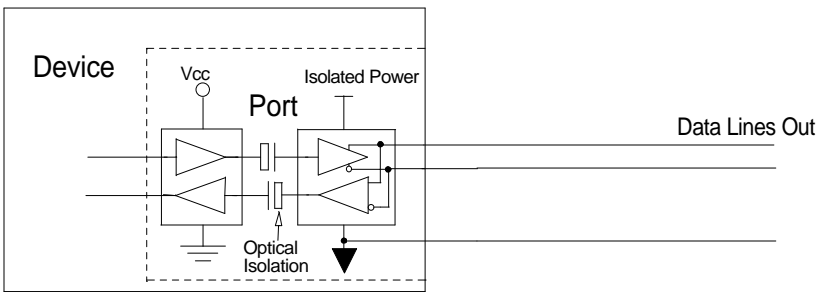 Device
Vcc
Isolated Power
Port
Data Lines Out
Optical
Isolation